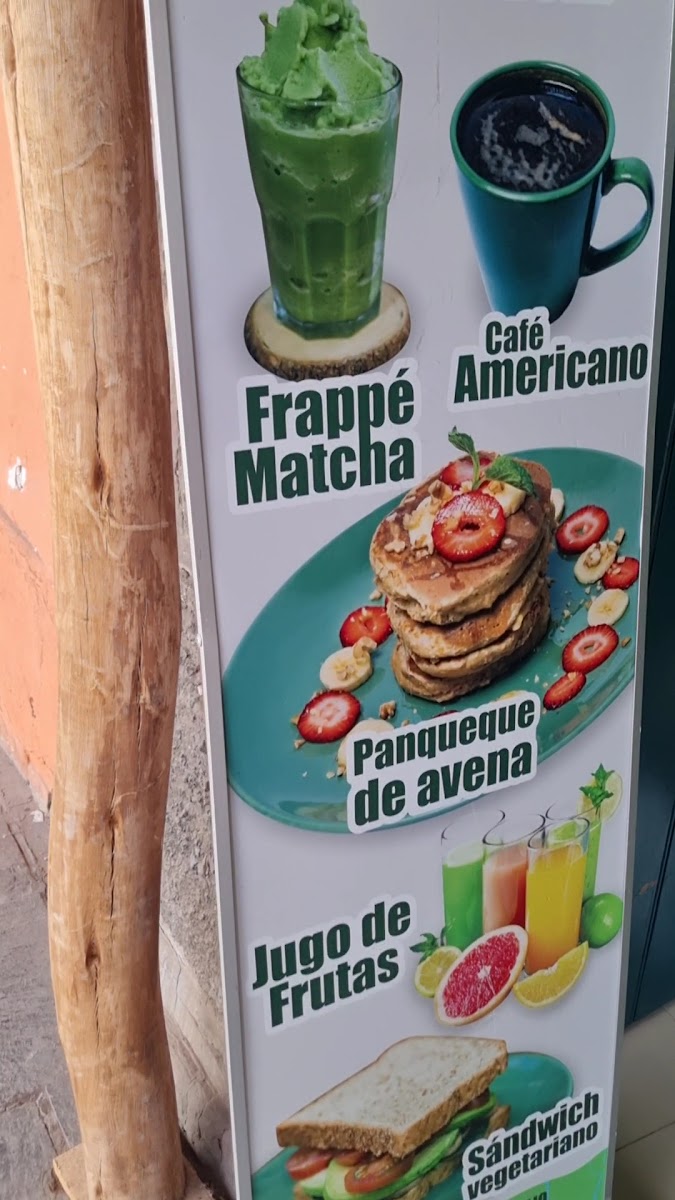 Frappé
Matcha
Café
Americano
Panqueque
de avena
Jugo de
Frutas
Sándwich
vegetariano